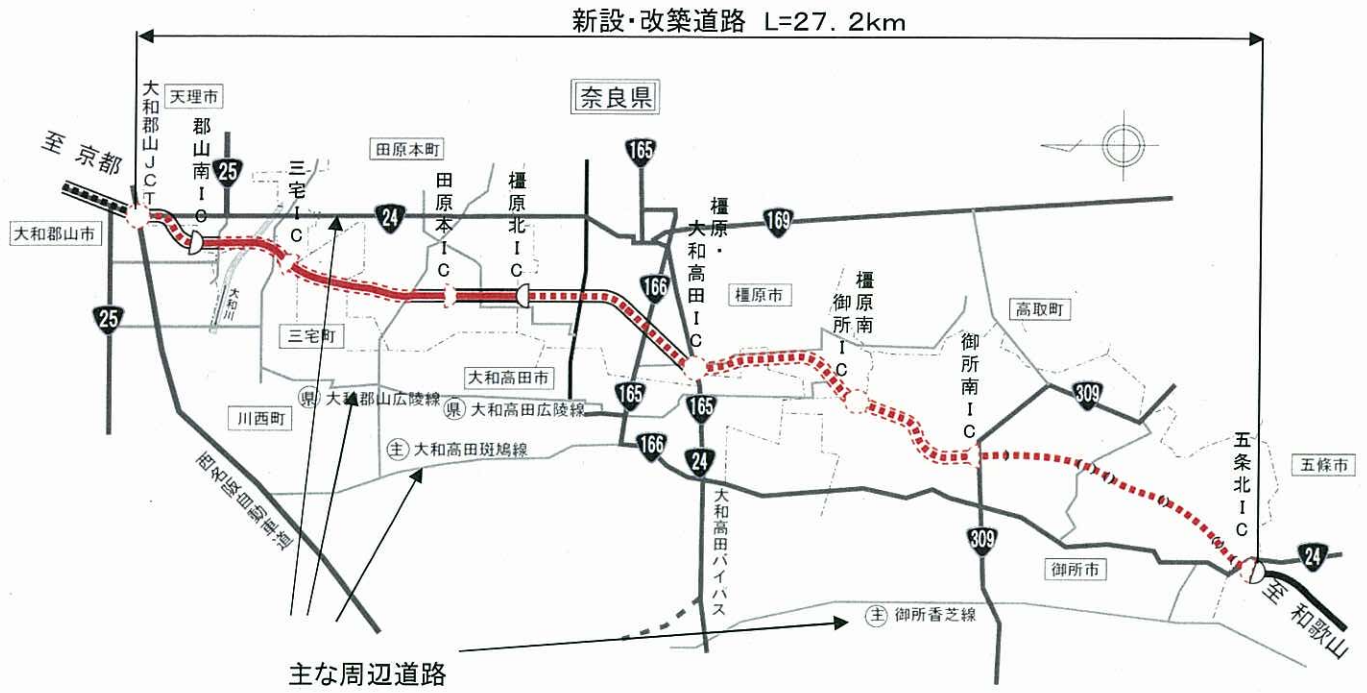 新設・改築道路 L=27. 2km
奈良県
至 京都
大和郡山JCT
天理市
郡山南IC
25
三宅IC
田原本町
24
田原本IC
橿原北IC
165
橿原・
大和高田IC
169
大和郡山市
25
大和川
三宅町
166
橿原市
橿原南
御所IC
御所南IC
高取町
大和高田市
県 大和郡山広陵線
県 大和高田広陵線
165
165
309
川西町
主 大和高田斑鳩線
166
24
五条北IC
五條市
西名阪自動車道
大和高田バイパス
309
御所市
24
主 御所香芝線
至 和歌山
主な周辺道路